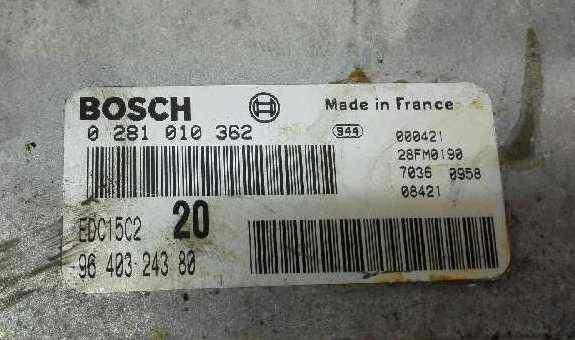 BOSCH Made in France
0 281 010 362 944 000421
28FM0190
7036 0958
08421
EDC15C2 20
96 403 243 80